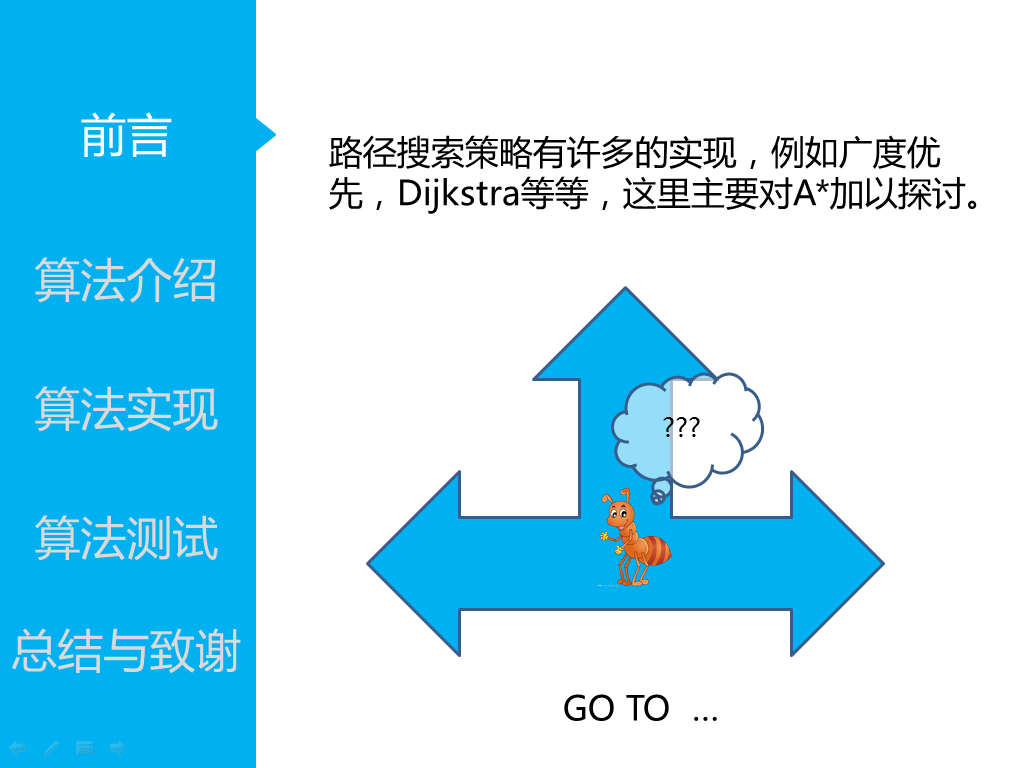 前言
算法介绍
算法实现
算法测试
总结与致谢
路径搜索策略有许多的实现，例如广度优
先，Dijkstra等等，这里主要对A*加以探讨。
???
GO TO …